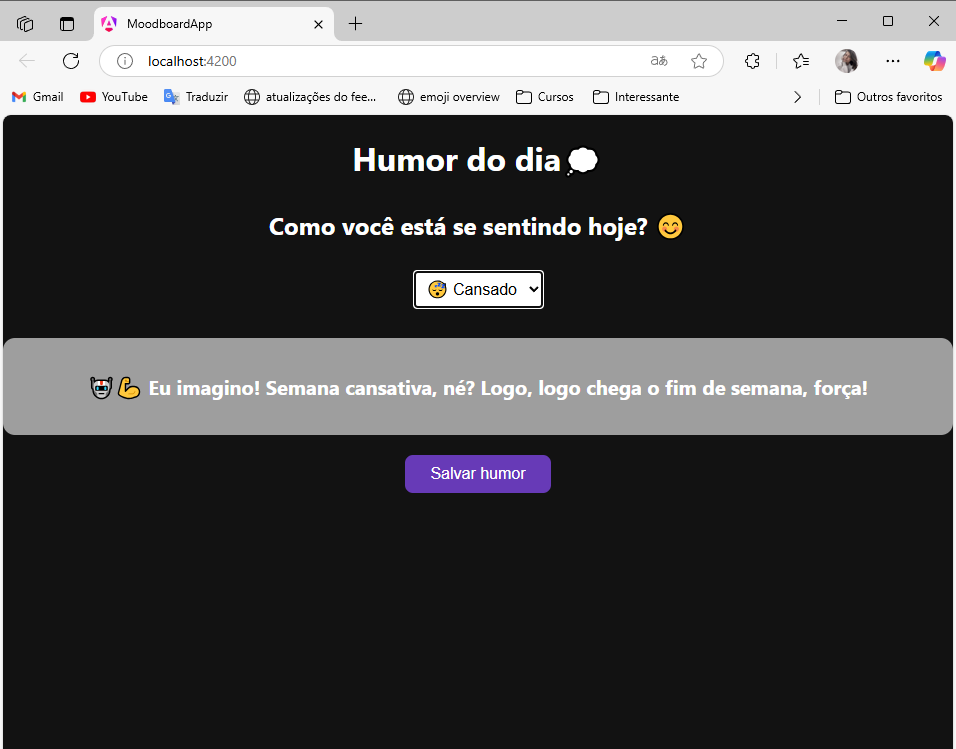 MoodboardApp
localhost:4200
aあ
Gmail YouTube Traduzir atualizações do fee... emoji overview Cursos Interessante Outros favoritos
Humor do dia💭
Como você está se sentindo hoje? 😊
😴 Cansado
🤖💪 Eu imagino! Semana cansativa, né? Logo, logo chega o fim de semana, força!
Salvar humor